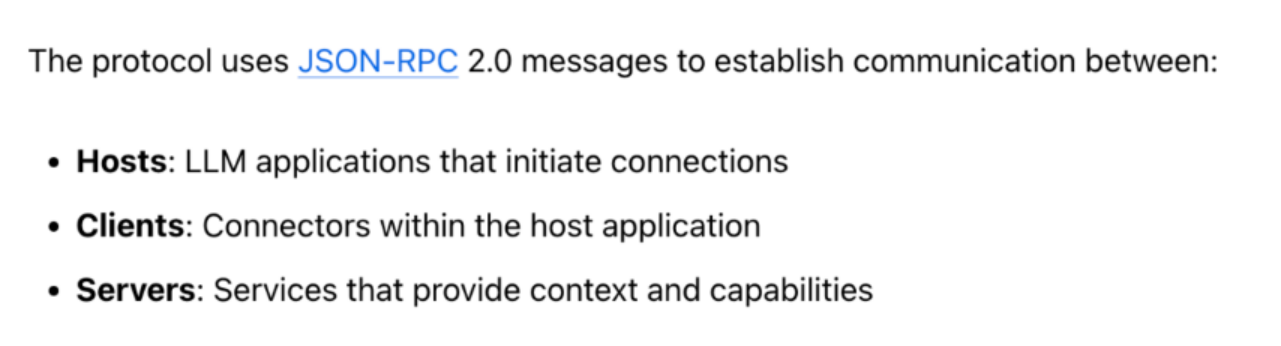 The protocol uses JSON-RPC 2.0 messages to establish communication between:
• Hosts: LLM applications that initiate connections
• Clients: Connectors within the host application
• Servers: Services that provide context and capabilities